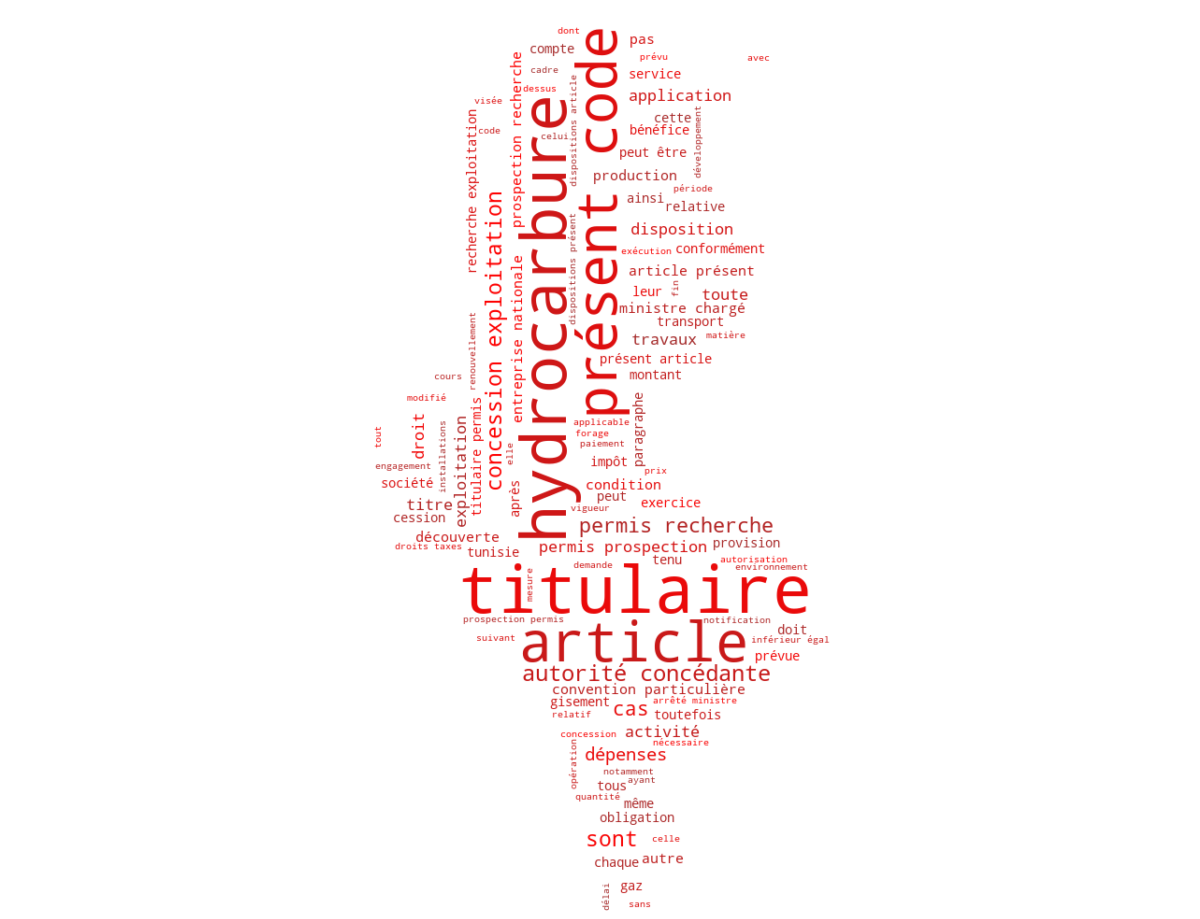 dont
code
pas
compte
prévu
avec
cadre
service
prospection recherche
dessus
dispositions article
application
visée
hydrocarbure
cette
développement
code
celui
bénéfice
recherche exploitation
peut être
production
période
concession exploitation
présent
ainsi
relative
dispositions présent
disposition
exécution
conformément
entreprise nationale
article présent
leur
fin
toute
ministre chargé
renouvellement
transport
travaux
matière
présent article
cours
montant
modifié
titulaire permis
paragraphe
droit
exploitation
installations
applicable
tout
forage
elle
paiement
engagement
impôt
prix
société
après
condition
titre
peut
exercice
vigueur
cession
permis recherche
découverte
provision
droits taxes
tunisie
permis prospection
tenu
autorisation
demande
environnement
titulaire
mesure
prospection permis
notification
suivant
article
doit
inférieur égal
prévue
autorité concédante
convention particulière
gisement
arrêté ministre
relatif
cas
toutefois
concession
activité
nécessaire
opération
dépenses
notamment
tous
ayant
quantité
même
obligation
sont
celle
chaque
autre
délai
gaz
sans